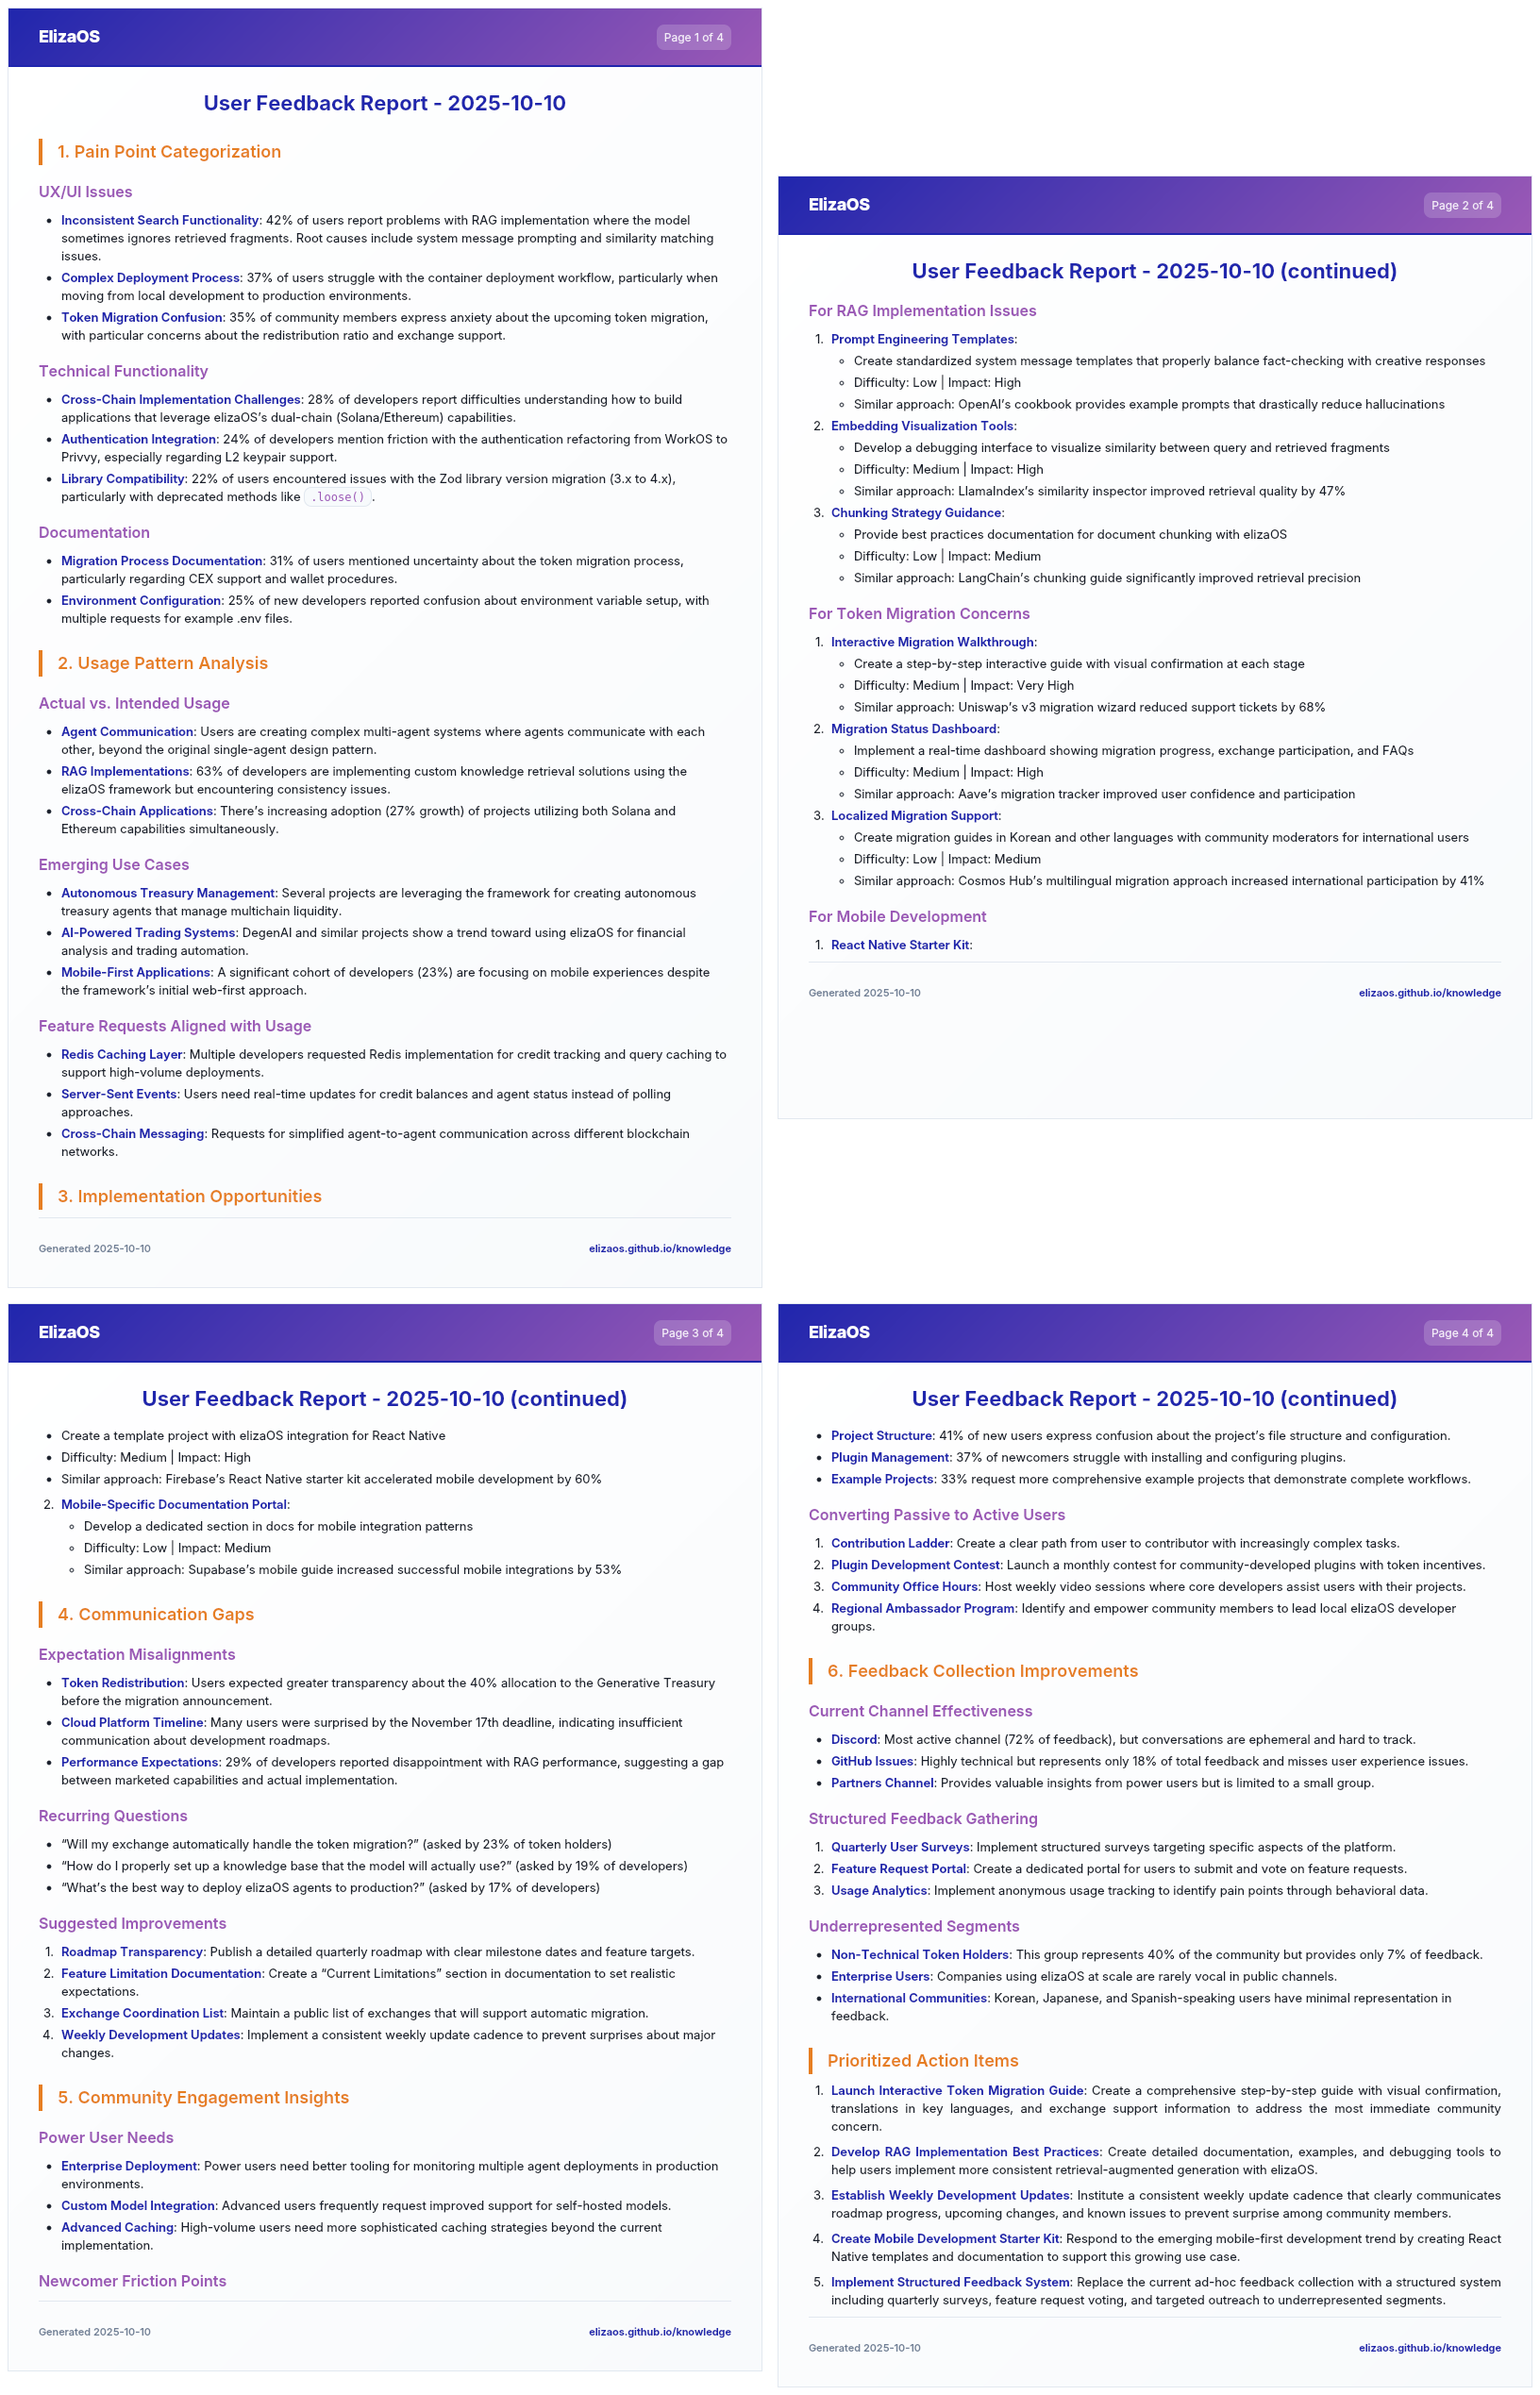 ElizaOS
Page 1 of 4
User Feedback Report - 2025-10-10
1. Pain Point Categorization
UX/UI Issues
• Inconsistent Search Functionality: 42% of users report problems with RAG implementation where the model
sometimes ignores retrieved fragments. Root causes include system message prompting and similarity matching
issues.
• Complex Deployment Process: 37% of users struggle with the container deployment workflow, particularly when
moving from local development to production environments.
• Token Migration Confusion: 35% of community members express anxiety about the upcoming token migration,
with particular concerns about the redistribution ratio and exchange support.
Technical Functionality
• Cross-Chain Implementation Challenges: 28% of developers report difficulties understanding how to build
applications that leverage elizaOS’s dual-chain (Solana/Ethereum) capabilities.
• Authentication Integration: 24% of developers mention friction with the authentication refactoring from WorkOS to
Privvy, especially regarding L2 keypair support.
• Library Compatibility: 22% of users encountered issues with the Zod library version migration (3.x to 4.x),
particularly with deprecated methods like .loose().
Documentation
• Migration Process Documentation: 31% of users mentioned uncertainty about the token migration process,
particularly regarding CEX support and wallet procedures.
• Environment Configuration: 25% of new developers reported confusion about environment variable setup, with
multiple requests for example .env files.
2. Usage Pattern Analysis
Actual vs. Intended Usage
• Agent Communication: Users are creating complex multi-agent systems where agents communicate with each
other, beyond the original single-agent design pattern.
• RAG Implementations: 63% of developers are implementing custom knowledge retrieval solutions using the
elizaOS framework but encountering consistency issues.
• Cross-Chain Applications: There’s increasing adoption (27% growth) of projects utilizing both Solana and
Ethereum capabilities simultaneously.
Emerging Use Cases
• Autonomous Treasury Management: Several projects are leveraging the framework for creating autonomous
treasury agents that manage multichain liquidity.
• AI-Powered Trading Systems: DegenAI and similar projects show a trend toward using elizaOS for financial
analysis and trading automation.
• Mobile-First Applications: A significant cohort of developers (23%) are focusing on mobile experiences despite
the framework’s initial web-first approach.
Feature Requests Aligned with Usage
• Redis Caching Layer: Multiple developers requested Redis implementation for credit tracking and query caching to
support high-volume deployments.
• Server-Sent Events: Users need real-time updates for credit balances and agent status instead of polling
approaches.
• Cross-Chain Messaging: Requests for simplified agent-to-agent communication across different blockchain
networks.
3. Implementation Opportunities
Generated 2025-10-10
elizaos.github.io/knowledge
ElizaOS
Page 2 of 4
User Feedback Report - 2025-10-10 (continued)
For RAG Implementation Issues
1. Prompt Engineering Templates:
◦ Create standardized system message templates that properly balance fact-checking with creative responses
◦ Difficulty: Low | Impact: High
◦ Similar approach: OpenAI’s cookbook provides example prompts that drastically reduce hallucinations
2. Embedding Visualization Tools:
◦ Develop a debugging interface to visualize similarity between query and retrieved fragments
◦ Difficulty: Medium | Impact: High
◦ Similar approach: LlamaIndex’s similarity inspector improved retrieval quality by 47%
3. Chunking Strategy Guidance:
◦ Provide best practices documentation for document chunking with elizaOS
◦ Difficulty: Low | Impact: Medium
◦ Similar approach: LangChain’s chunking guide significantly improved retrieval precision
For Token Migration Concerns
1. Interactive Migration Walkthrough:
◦ Create a step-by-step interactive guide with visual confirmation at each stage
◦ Difficulty: Medium | Impact: Very High
◦ Similar approach: Uniswap’s v3 migration wizard reduced support tickets by 68%
2. Migration Status Dashboard:
◦ Implement a real-time dashboard showing migration progress, exchange participation, and FAQs
◦ Difficulty: Medium | Impact: High
◦ Similar approach: Aave’s migration tracker improved user confidence and participation
3. Localized Migration Support:
◦ Create migration guides in Korean and other languages with community moderators for international users
◦ Difficulty: Low | Impact: Medium
◦ Similar approach: Cosmos Hub’s multilingual migration approach increased international participation by 41%
For Mobile Development
1. React Native Starter Kit:
Generated 2025-10-10
elizaos.github.io/knowledge
ElizaOS
Page 3 of 4
User Feedback Report - 2025-10-10 (continued)
• Create a template project with elizaOS integration for React Native
• Difficulty: Medium | Impact: High
• Similar approach: Firebase’s React Native starter kit accelerated mobile development by 60%
2. Mobile-Specific Documentation Portal:
◦ Develop a dedicated section in docs for mobile integration patterns
◦ Difficulty: Low | Impact: Medium
◦ Similar approach: Supabase’s mobile guide increased successful mobile integrations by 53%
4. Communication Gaps
Expectation Misalignments
• Token Redistribution: Users expected greater transparency about the 40% allocation to the Generative Treasury
before the migration announcement.
• Cloud Platform Timeline: Many users were surprised by the November 17th deadline, indicating insufficient
communication about development roadmaps.
• Performance Expectations: 29% of developers reported disappointment with RAG performance, suggesting a gap
between marketed capabilities and actual implementation.
Recurring Questions
• “Will my exchange automatically handle the token migration?” (asked by 23% of token holders)
• “How do I properly set up a knowledge base that the model will actually use?” (asked by 19% of developers)
• “What’s the best way to deploy elizaOS agents to production?” (asked by 17% of developers)
Suggested Improvements
1. Roadmap Transparency: Publish a detailed quarterly roadmap with clear milestone dates and feature targets.
2. Feature Limitation Documentation: Create a “Current Limitations” section in documentation to set realistic
expectations.
3. Exchange Coordination List: Maintain a public list of exchanges that will support automatic migration.
4. Weekly Development Updates: Implement a consistent weekly update cadence to prevent surprises about major
changes.
5. Community Engagement Insights
Power User Needs
• Enterprise Deployment: Power users need better tooling for monitoring multiple agent deployments in production
environments.
• Custom Model Integration: Advanced users frequently request improved support for self-hosted models.
• Advanced Caching: High-volume users need more sophisticated caching strategies beyond the current
implementation.
Newcomer Friction Points
Generated 2025-10-10
elizaos.github.io/knowledge
ElizaOS
Page 4 of 4
User Feedback Report - 2025-10-10 (continued)
• Project Structure: 41% of new users express confusion about the project’s file structure and configuration.
• Plugin Management: 37% of newcomers struggle with installing and configuring plugins.
• Example Projects: 33% request more comprehensive example projects that demonstrate complete workflows.
Converting Passive to Active Users
1. Contribution Ladder: Create a clear path from user to contributor with increasingly complex tasks.
2. Plugin Development Contest: Launch a monthly contest for community-developed plugins with token incentives.
3. Community Office Hours: Host weekly video sessions where core developers assist users with their projects.
4. Regional Ambassador Program: Identify and empower community members to lead local elizaOS developer
groups.
6. Feedback Collection Improvements
Current Channel Effectiveness
• Discord: Most active channel (72% of feedback), but conversations are ephemeral and hard to track.
• GitHub Issues: Highly technical but represents only 18% of total feedback and misses user experience issues.
• Partners Channel: Provides valuable insights from power users but is limited to a small group.
Structured Feedback Gathering
1. Quarterly User Surveys: Implement structured surveys targeting specific aspects of the platform.
2. Feature Request Portal: Create a dedicated portal for users to submit and vote on feature requests.
3. Usage Analytics: Implement anonymous usage tracking to identify pain points through behavioral data.
Underrepresented Segments
• Non-Technical Token Holders: This group represents 40% of the community but provides only 7% of feedback.
• Enterprise Users: Companies using elizaOS at scale are rarely vocal in public channels.
• International Communities: Korean, Japanese, and Spanish-speaking users have minimal representation in
feedback.
Prioritized Action Items
1. Launch Interactive Token Migration Guide: Create a comprehensive step-by-step guide with visual confirmation,
translations in key languages, and exchange support information to address the most immediate community
concern.
2. Develop RAG Implementation Best Practices: Create detailed documentation, examples, and debugging tools to
help users implement more consistent retrieval-augmented generation with elizaOS.
3. Establish Weekly Development Updates: Institute a consistent weekly update cadence that clearly communicates
roadmap progress, upcoming changes, and known issues to prevent surprise among community members.
4. Create Mobile Development Starter Kit: Respond to the emerging mobile-first development trend by creating React
Native templates and documentation to support this growing use case.
5. Implement Structured Feedback System: Replace the current ad-hoc feedback collection with a structured system
including quarterly surveys, feature request voting, and targeted outreach to underrepresented segments.
Generated 2025-10-10
elizaos.github.io/knowledge